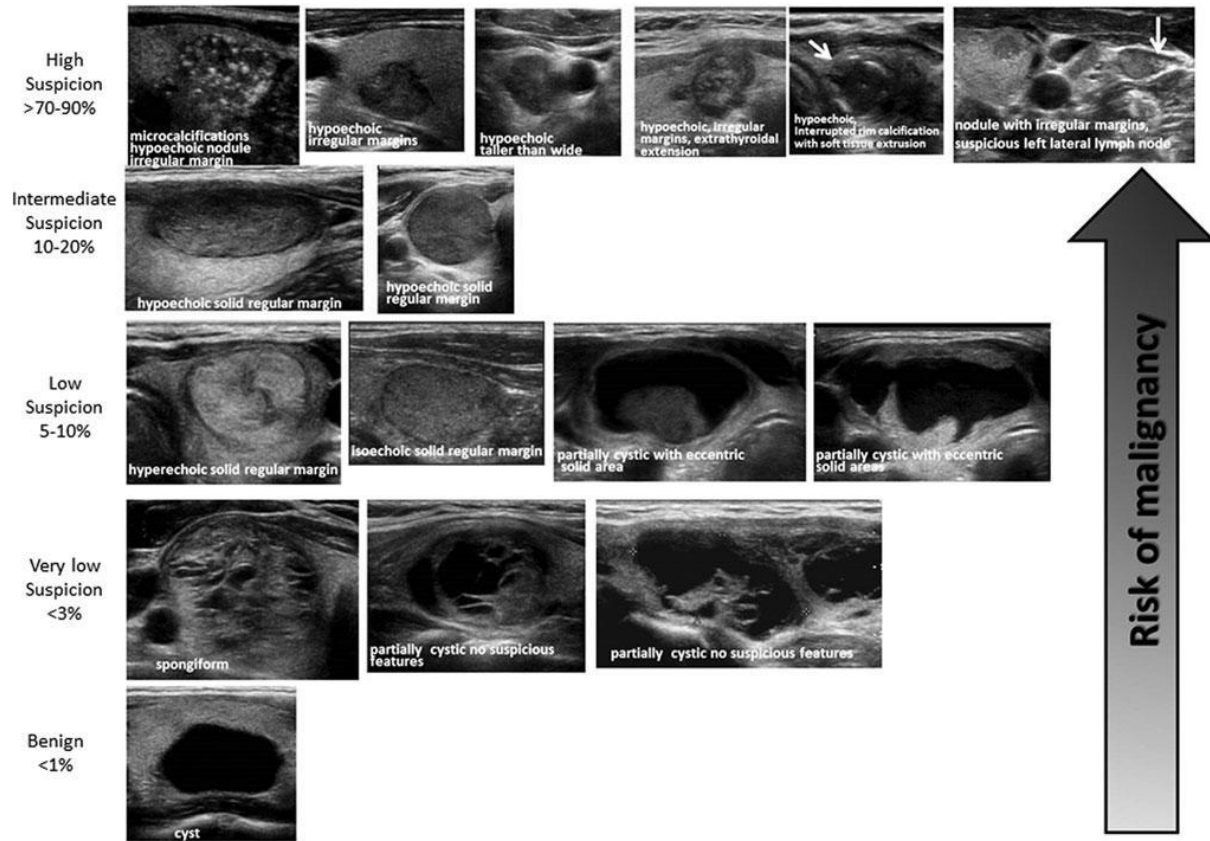 High
Suspicion
>70-90%
microcalcifications
hypoechoic nodule
irregular margin
hypoechoic
irregular margins
hypoechoic
taller than wide
hypoechoic, irregular
margins, extrathyroidal
extension
hypoechoic,
Interrupted rim calcification
with soft tissue extrusion
nodule with irregular margins,
suspicious left lateral lymph node
Intermediate
Suspicion
10-20%
hypoechoic solid regular margin
hypoechoic solid
regular mergin
Low
Suspicion
5-10%
hyperechoic solid regular margin
isoechoic solid regular margin
partially cystic with eccentric
solid area
partially cystic with eccentric
solid areas
Very low
Suspicion
<3%
spongiform
partially cystic no suspicious
features
partially cystic no suspicious features
Benign
<1%
cyst
Risk of malignancy